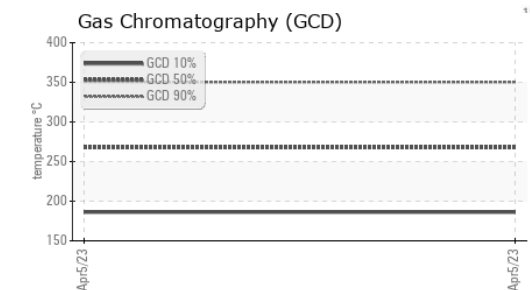 Gas Chromatography (GCD)
400
350
300
250
200
150
temperature °C
GCD 10%
GCD 50%
GCD 90%
Apr5/23
Apr5/23